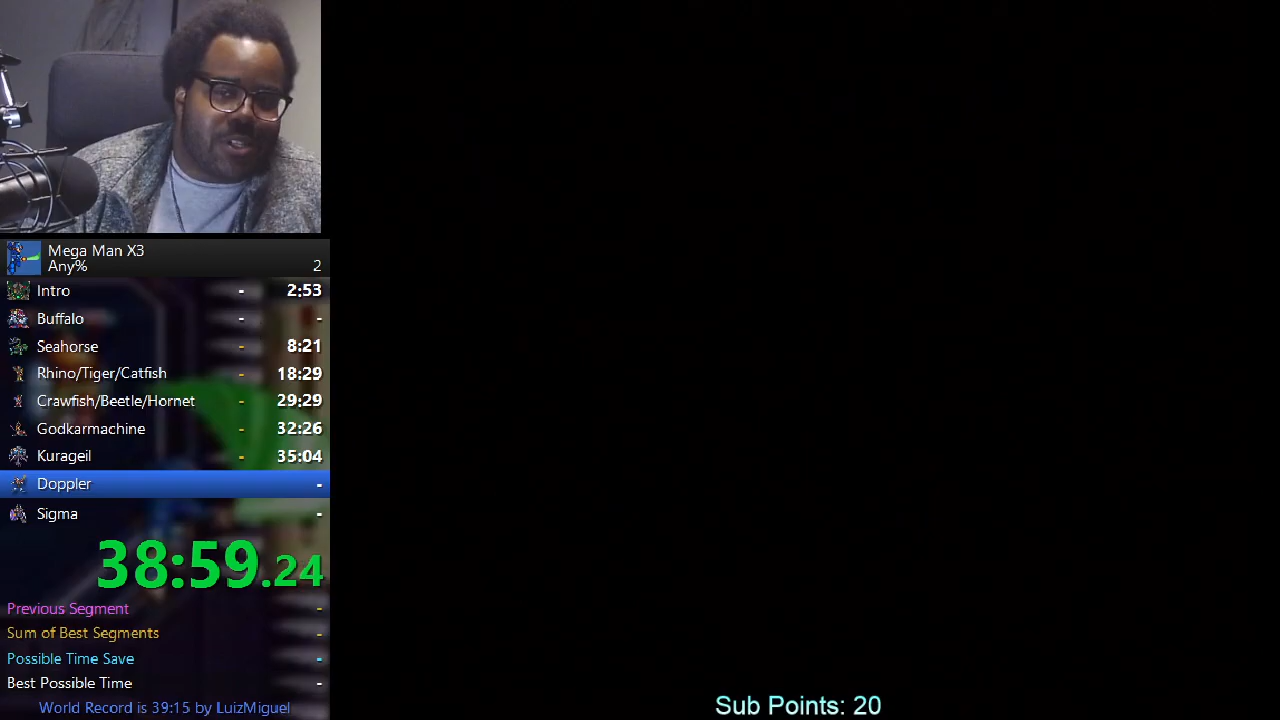 Mega Man X3
Any% 2
Intro - 2:53
Buffalo - -
Seahorse - 8:21
Rhino/Tiger/Catfish - 18:29
Crawfish/Beetle/Hornet - 29:29
Godkarmachine - 32:26
Kurageil - 35:04
Doppler -
Sigma -
38:59.24
Previous Segment -
Sum of Best Segments -
Possible Time Save -
Best Possible Time -
World Record is 39:15 by LuizMiguel
Sub Points: 20